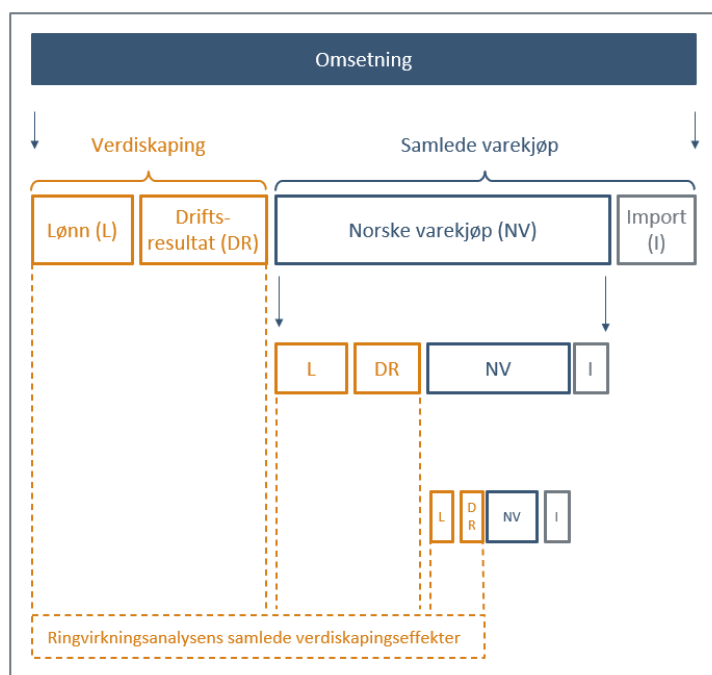 Omsetning
Verdiskaping
Samlede varekjøp
Lønn (L)
Drifts-
resultat (DR)
Norske varekjøp (NV)
Import
(I)
L
DR
NV
I
L
D
R
NV
I
Ringvirkningsanalysens samlede verdiskapingseffekter